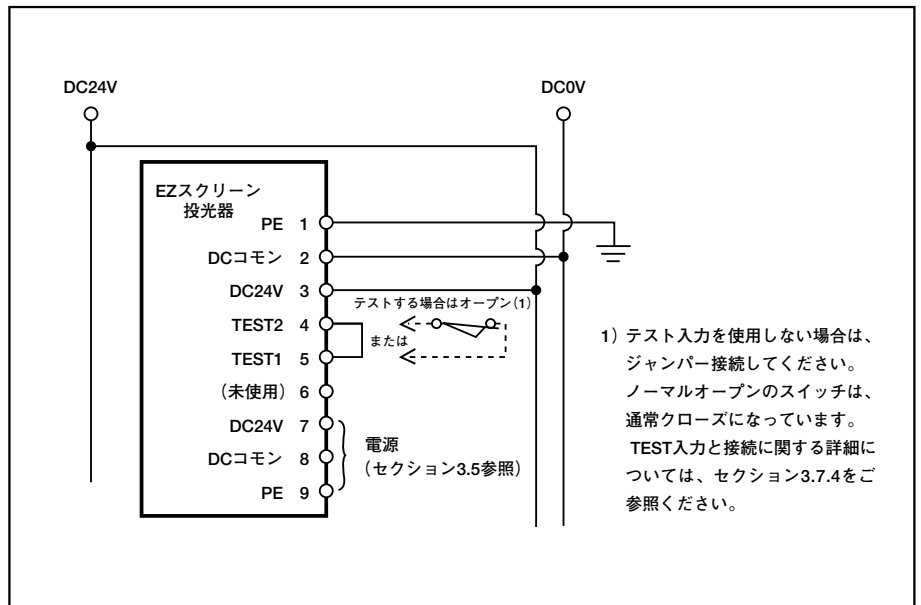 DC24V
DC0V
EZスクリーン
投光器
PE 1
DCコモン 2
DC24V 3
テストする場合はオープン(1)
TEST2 4
または
TEST1 5
(未使用) 6
DC24V 7
DCコモン 8
PE 9
電源
(セクション3.5参照)
1) テスト入力を使用しない場合は、
ジャンパー接続してください。
ノーマルオープンのスイッチは、
通常クローズになっています。
TEST入力と接続に関する詳細に
ついては、セクション3.7.4をご
参照ください。